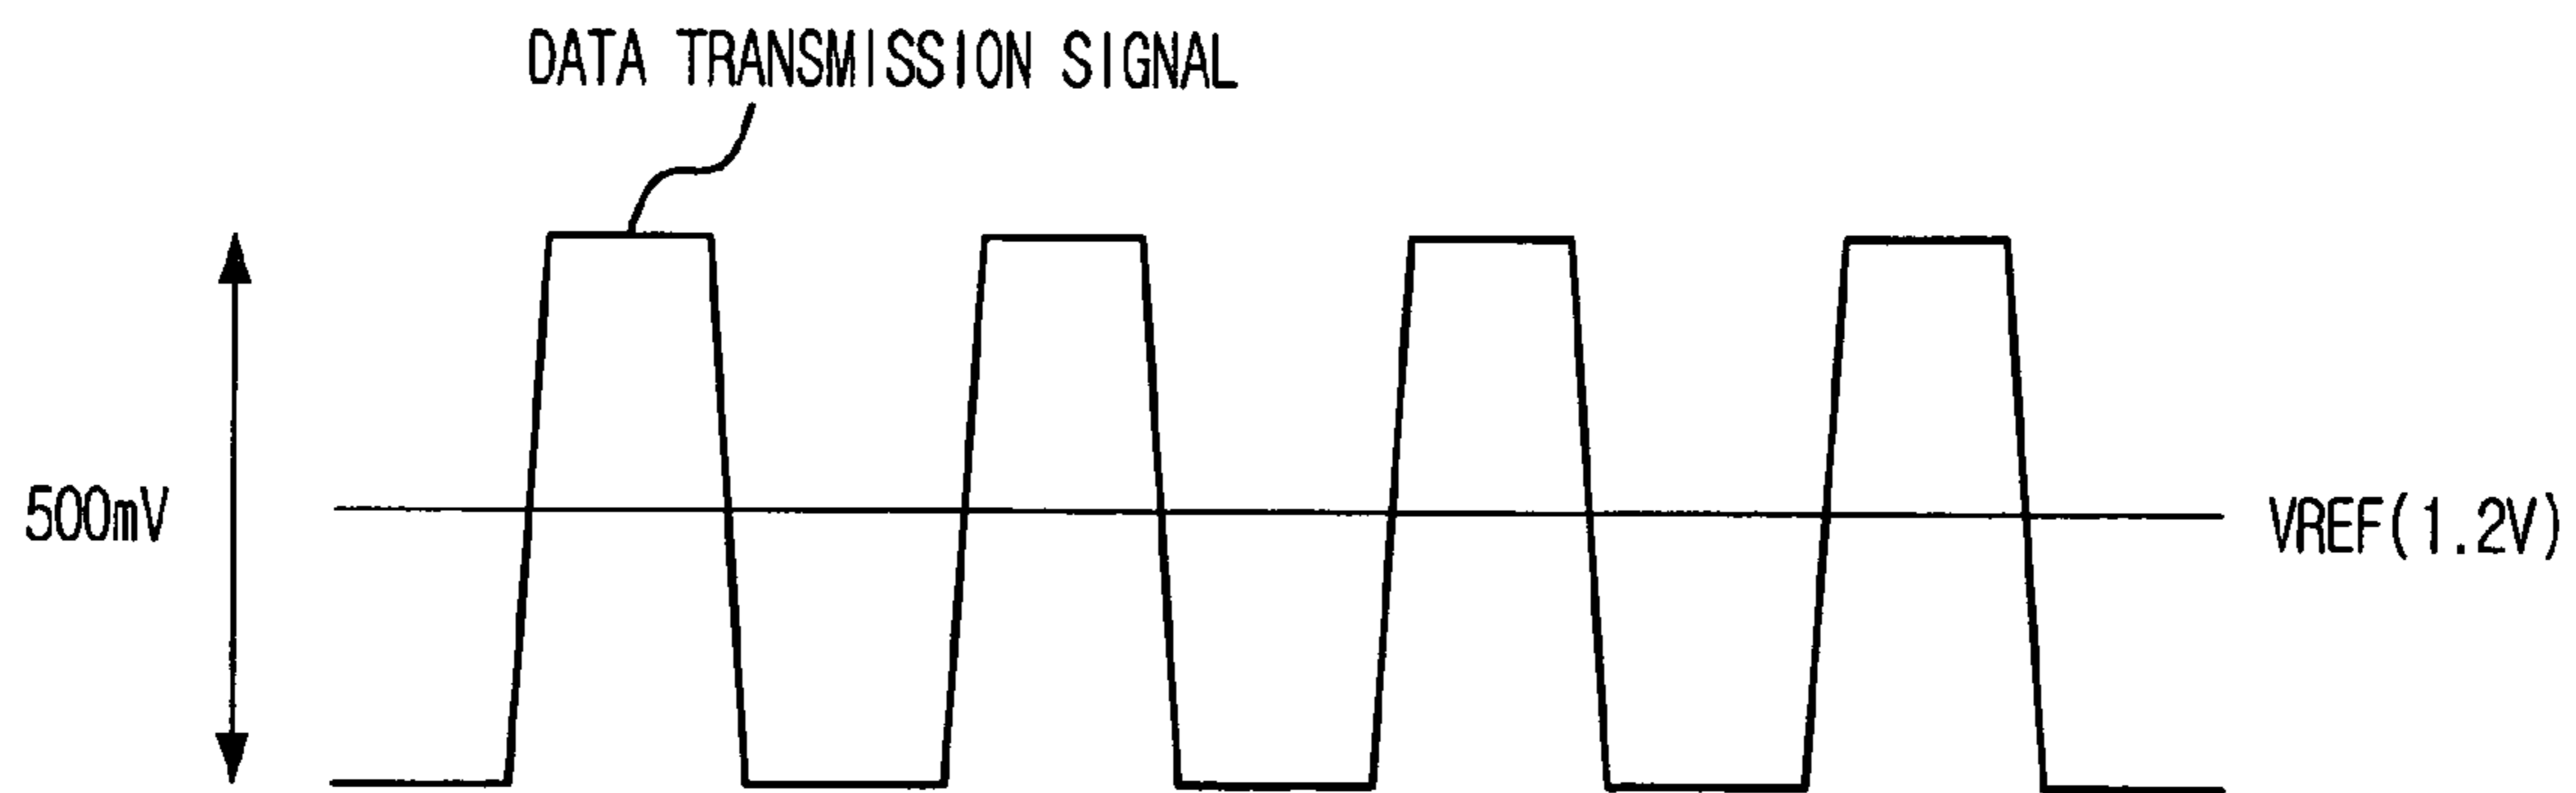 DATA TRANSMISSION SIGNAL
500mV
VREF(1.2V)